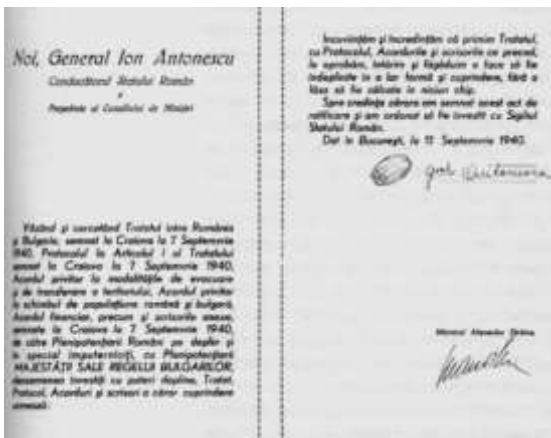 Noi, General Ion Antonescu
Conducătorul Statului Român
și
Președinte al Consiliului de Miniștri
Văzând și cercetând Tratatul între România
și Bulgaria, semnat la Craiova la 7 Septemvrie
1940, Protocolul la Articolul I al Tratatului
semnat la Craiova la 7 Septemvrie 1940,
Acordul privitor la modalitățile de evacuare
și de transferare a teritoriului, Acordul privitor
la schimbul de populațiune română și bulgară,
Acordul financiar, precum și scrisorile anexe,
semnate la Craiova la 7 Septemvrie 1940,
de către Plenipotențiarii Români pe deplin și
în special împuterniciți, cu Plenipotențiarii
MAJESTĂȚII SALE REGELUI BULGARILOR,
deasemenea învestiți cu puteri depline, Tratat,
Protocol, Acorduri și scrisori a căror cuprindere
urmează:
Încuviințăm și încredințăm că primim Tratatul,
cu Protocolul, Acordurile și scrisorile ce preced,
le aprobăm, întărim și făgăduim a face să fie
îndeplinite în a lor formă și cuprindere, fără a
lăsa să fie călcate în niciun chip.
Spre credința cărora am semnat acest act de
ratificare și am ordonat să fie învestit cu Sigiliul
Statului Român.
Dat în București, la 11 Septemvrie 1940.
gral Antonescu